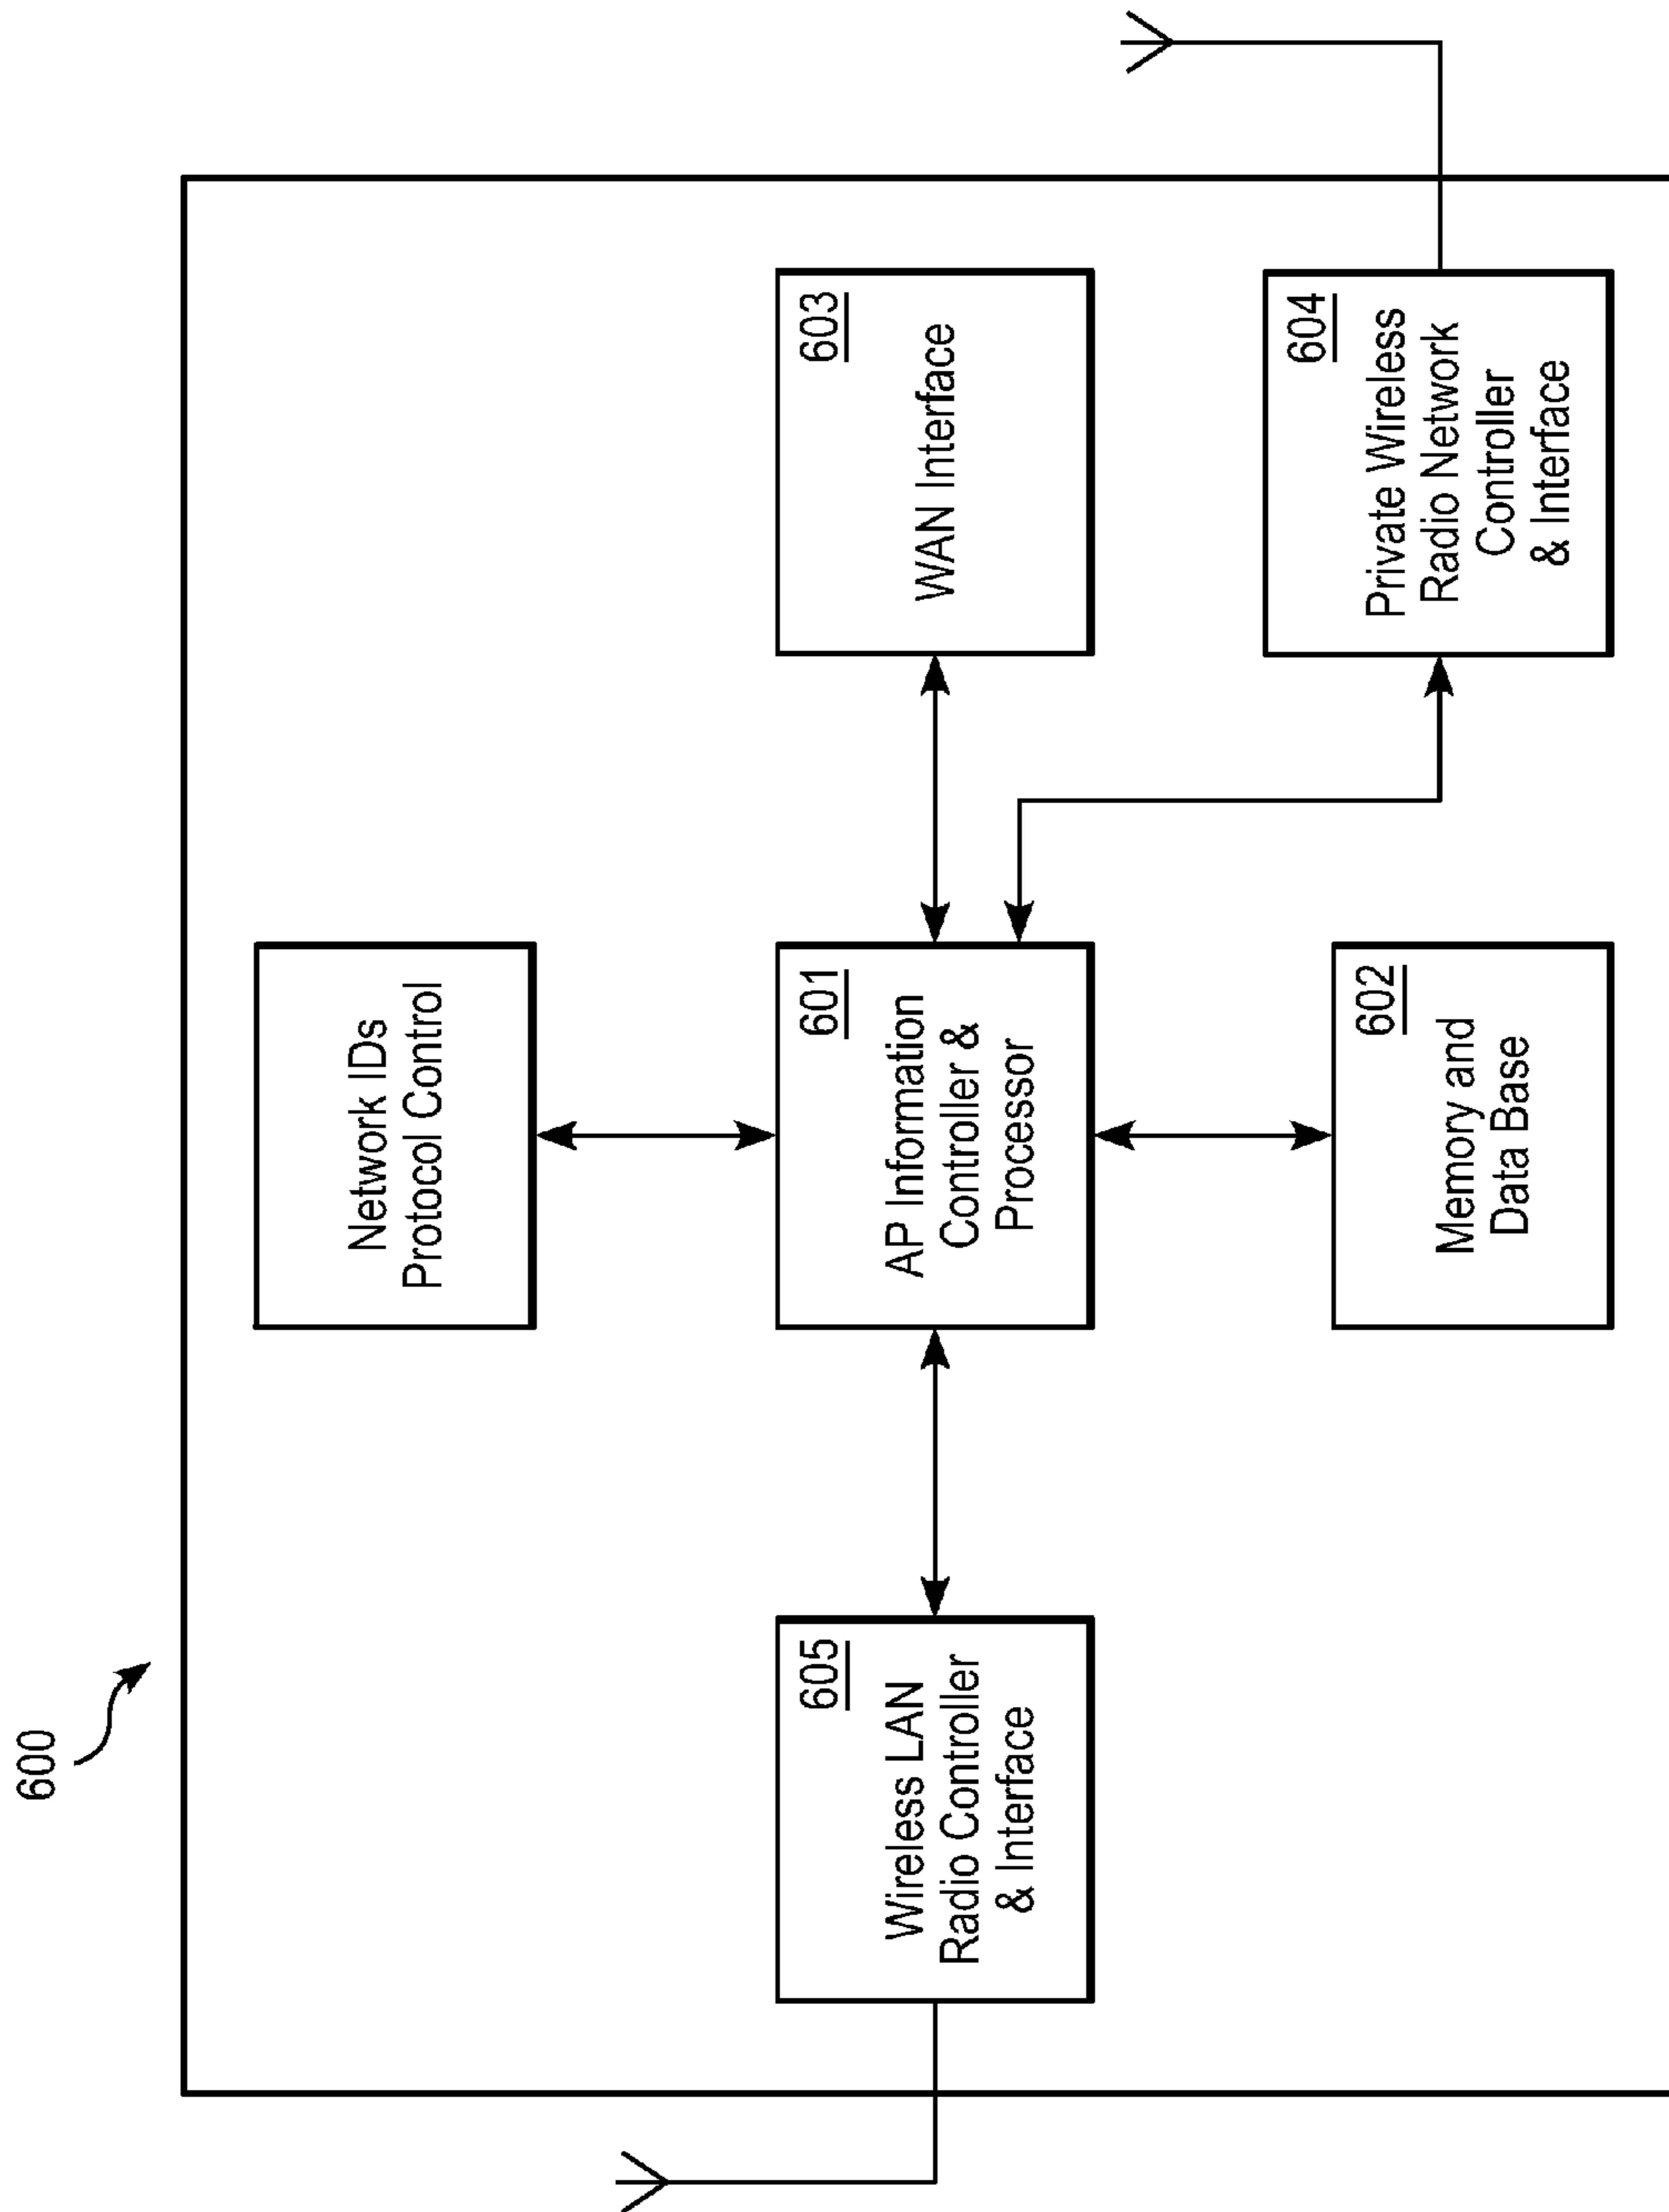 600
Network IDs
Protocol Control
605
Wireless LAN
Radio Controller
& Interface
601
AP Information
Controller &
Processor
603
WAN Interface
602
Memory and
Data Base
604
Private Wireless
Radio Network
Controller
& Interface